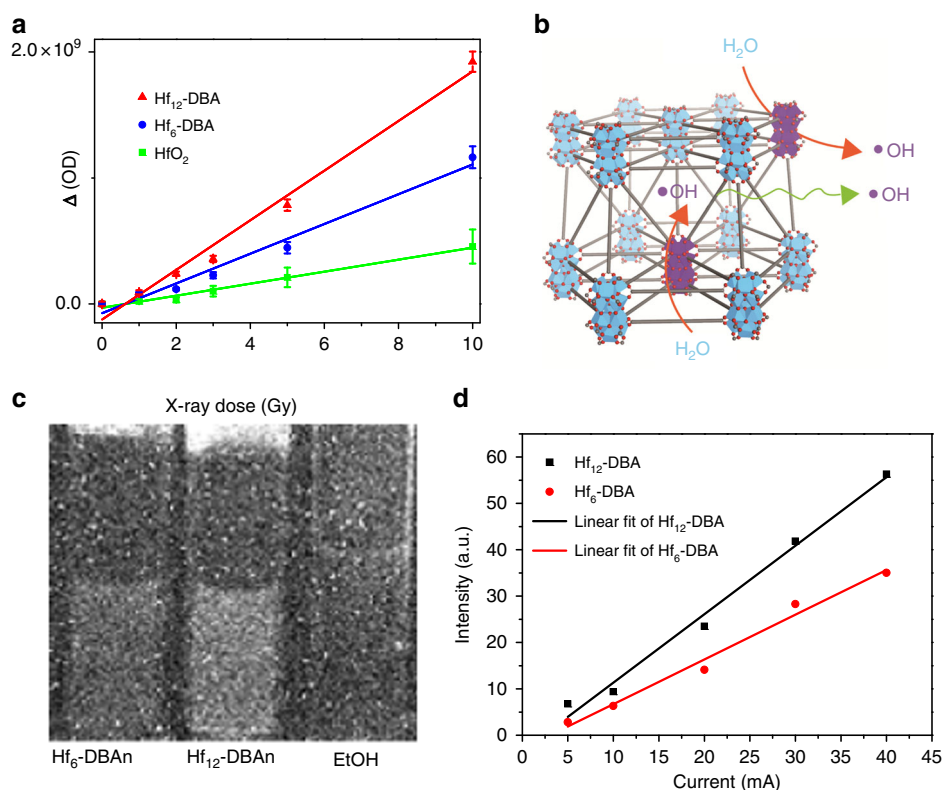 a
2.0 × 10⁹
0.0
Δ (OD)
Hf₁₂-DBA
Hf₆-DBA
HfO₂
0 2 4 6 8 10
X-ray dose (Gy)
b
H₂O
• OH
• OH
• OH
H₂O
c
Hf₆-DBAn Hf₁₂-DBAn EtOH
d
60
50
40
30
20
10
0
Intensity (a.u.)
Hf₁₂-DBA
Hf₆-DBA
Linear fit of Hf₁₂-DBA
Linear fit of Hf₆-DBA
0 5 10 15 20 25 30 35 40 45
Current (mA)